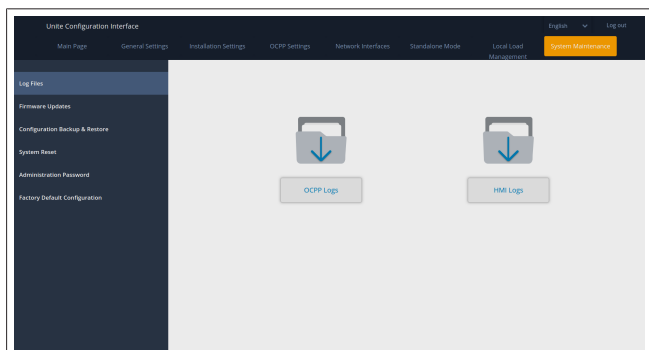 Unite Configuration Interface
English
Log out
Main Page
General Settings
Installation Settings
OCPP Settings
Network Interfaces
Standalone Mode
Local Load
Management
System Maintenance
Log Files
Firmware Updates
Configuration Backup & Restore
System Reset
Administration Password
Factory Default Configuration
OCPP Logs
HMI Logs